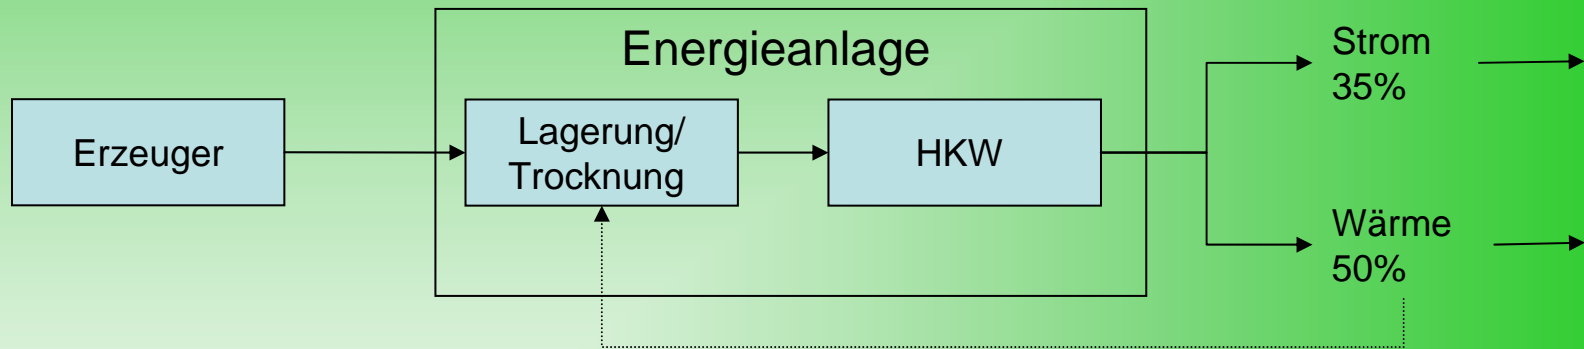 Energieanlage
Erzeuger
Lagerung/
Trocknung
HKW
Strom
35%
Wärme
50%